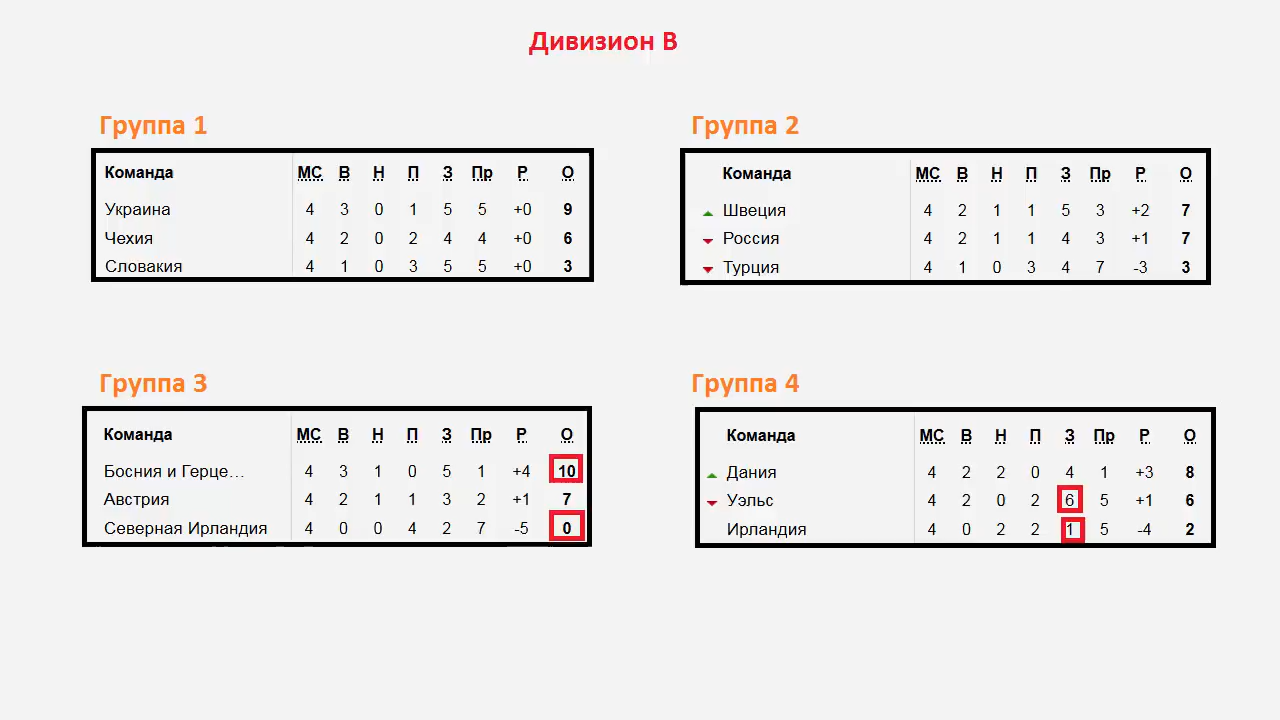 Дивизион В
Группа 1
Команда МС В Н П З Пр Р О
Украина 4 3 0 1 5 5 +0 9
Чехия 4 2 0 2 4 4 +0 6
Словакия 4 1 0 3 5 5 +0 3
Группа 2
Команда МС В Н П З Пр Р О
Швеция 4 2 1 1 5 3 +2 7
Россия 4 2 1 1 4 3 +1 7
Турция 4 1 0 3 4 7 -3 3
Группа 3
Команда МС В Н П З Пр Р О
Босния и Герце... 4 3 1 0 5 1 +4 10
Австрия 4 2 1 1 3 2 +1 7
Северная Ирландия 4 0 0 4 2 7 -5 0
Группа 4
Команда МС В Н П З Пр Р О
Дания 4 2 2 0 4 1 +3 8
Уэльс 4 2 0 2 6 5 +1 6
Ирландия 4 0 2 2 1 5 -4 2